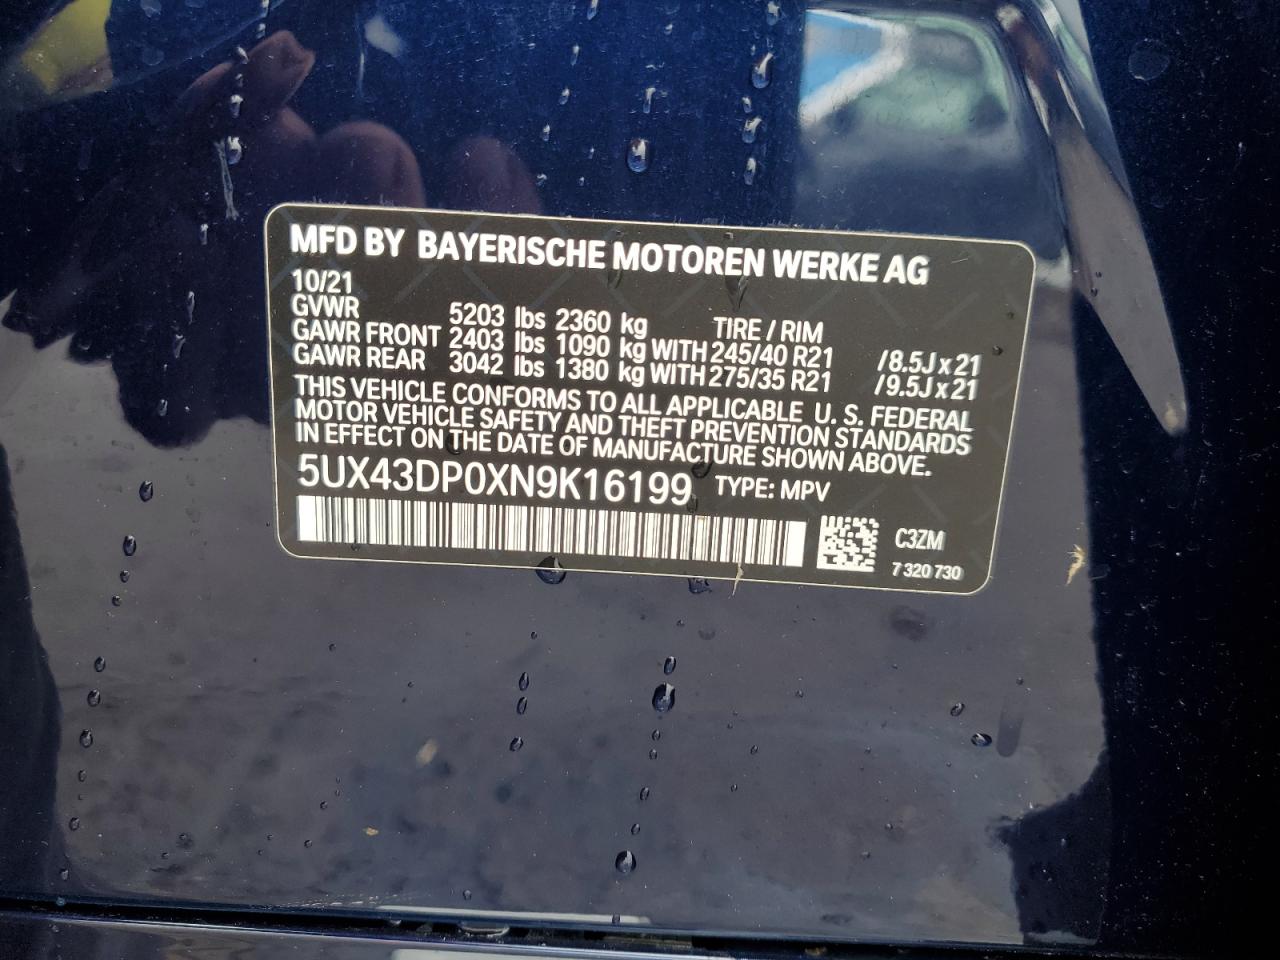 MFD BY BAYERISCHE MOTOREN WERKE AG
10/21
GVWR 5203 lbs 2360 kg TIRE / RIM
GAWR FRONT 2403 lbs 1090 kg WITH 245/40 R21 /8.5J x 21
GAWR REAR 3042 lbs 1380 kg WITH 275/35 R21 /9.5J x 21
THIS VEHICLE CONFORMS TO ALL APPLICABLE U. S. FEDERAL
MOTOR VEHICLE SAFETY AND THEFT PREVENTION STANDARDS
IN EFFECT ON THE DATE OF MANUFACTURE SHOWN ABOVE.
5UX43DP0XN9K16199 TYPE: MPV
C3ZM
7 320 730